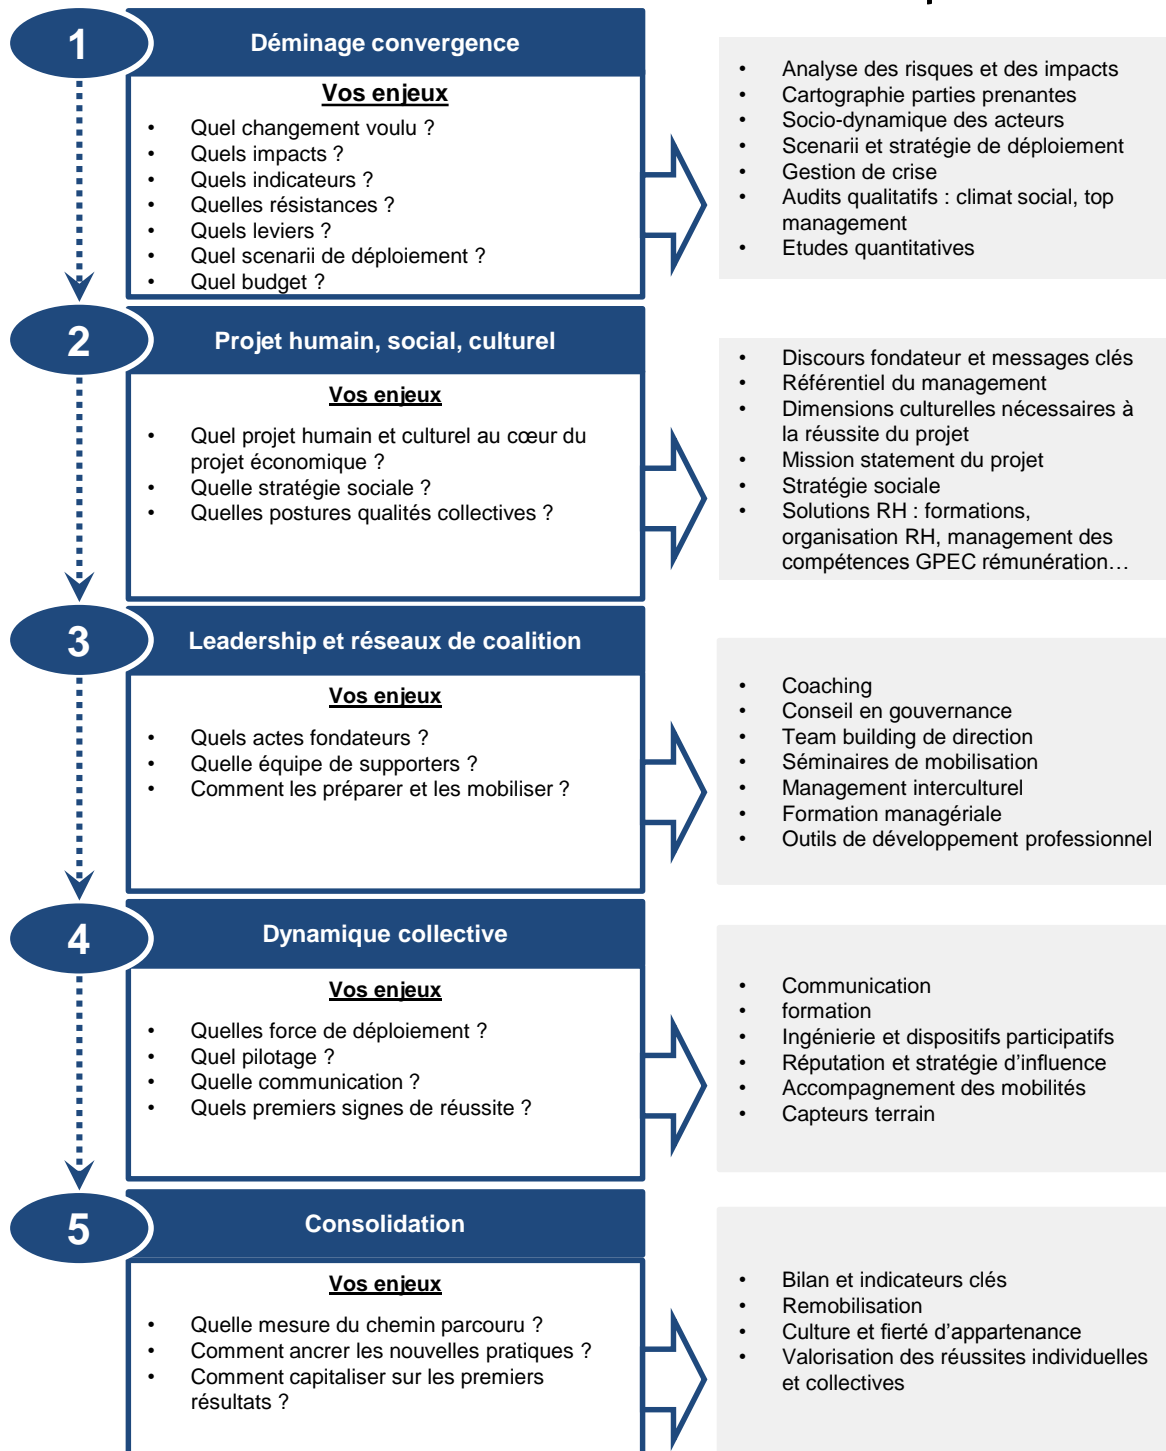 1
Déminage convergence
Vos enjeux
• Quel changement voulu ?
• Quels impacts ?
• Quels indicateurs ?
• Quelles résistances ?
• Quels leviers ?
• Quel scenarii de déploiement ?
• Quel budget ?
• Analyse des risques et des impacts
• Cartographie parties prenantes
• Socio-dynamique des acteurs
• Scenarii et stratégie de déploiement
• Gestion de crise
• Audits qualitatifs : climat social, top
management
• Etudes quantitatives
2
Projet humain, social, culturel
Vos enjeux
• Quel projet humain et culturel au cœur du
projet économique ?
• Quelle stratégie sociale ?
• Quelles postures qualités collectives ?
• Discours fondateur et messages clés
• Référentiel du management
• Dimensions culturelles nécessaires à
la réussite du projet
• Mission statement du projet
• Stratégie sociale
• Solutions RH : formations,
organisation RH, management des
compétences GPEC rémunération…
3
Leadership et réseaux de coalition
Vos enjeux
• Quels actes fondateurs ?
• Quelle équipe de supporters ?
• Comment les préparer et les mobiliser ?
• Coaching
• Conseil en gouvernance
• Team building de direction
• Séminaires de mobilisation
• Management interculturel
• Formation managériale
• Outils de développement professionnel
4
Dynamique collective
Vos enjeux
• Quelles force de déploiement ?
• Quel pilotage ?
• Quelle communication ?
• Quels premiers signes de réussite ?
• Communication
• formation
• Ingénierie et dispositifs participatifs
• Réputation et stratégie d’influence
• Accompagnement des mobilités
• Capteurs terrain
5
Consolidation
Vos enjeux
• Quelle mesure du chemin parcouru ?
• Comment ancrer les nouvelles pratiques ?
• Comment capitaliser sur les premiers
résultats ?
• Bilan et indicateurs clés
• Remobilisation
• Culture et fierté d’appartenance
• Valorisation des réussites individuelles
et collectives